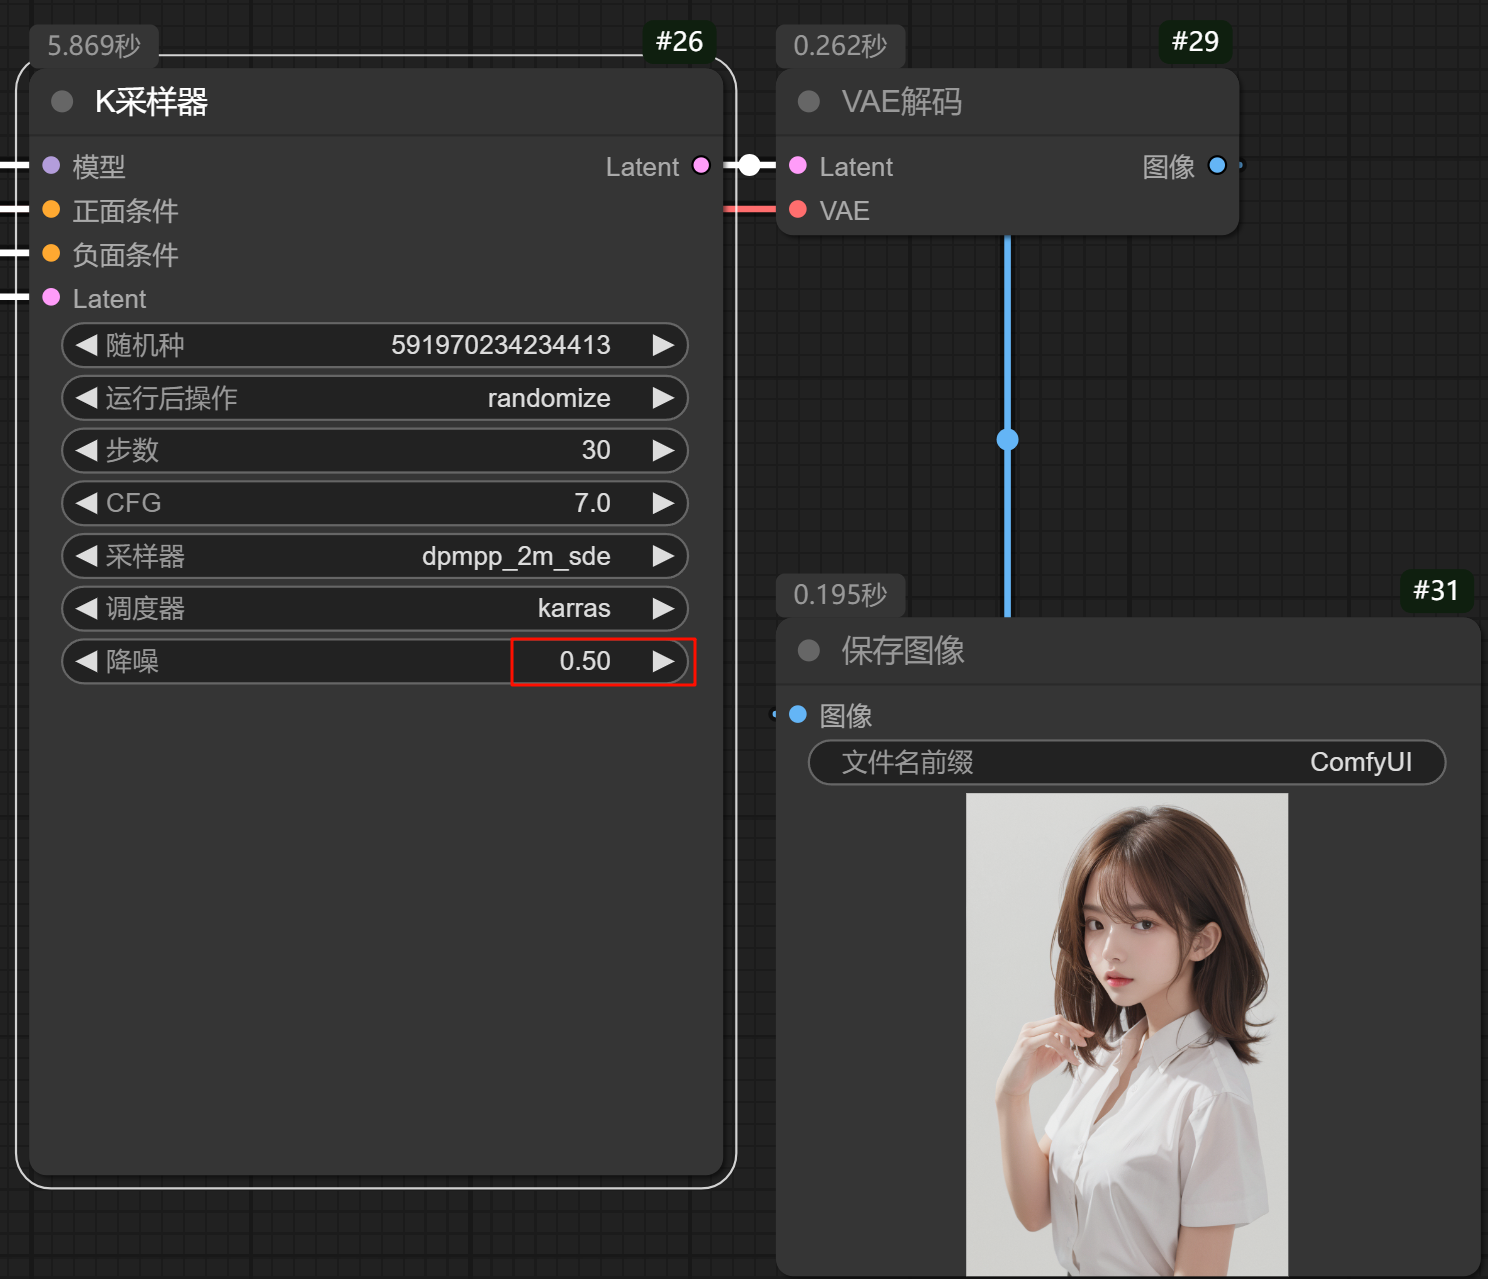 5.869秒
#26
K采样器
模型
Latent
正面条件
负面条件
Latent
随机种 591970234234413
运行后操作 randomize
步数 30
CFG 7.0
采样器 dpmpp_2m_sde
调度器 karras
降噪 0.50
0.262秒
#29
VAE解码
Latent
图像
VAE
0.195秒
#31
保存图像
图像
文件名前缀 ComfyUI